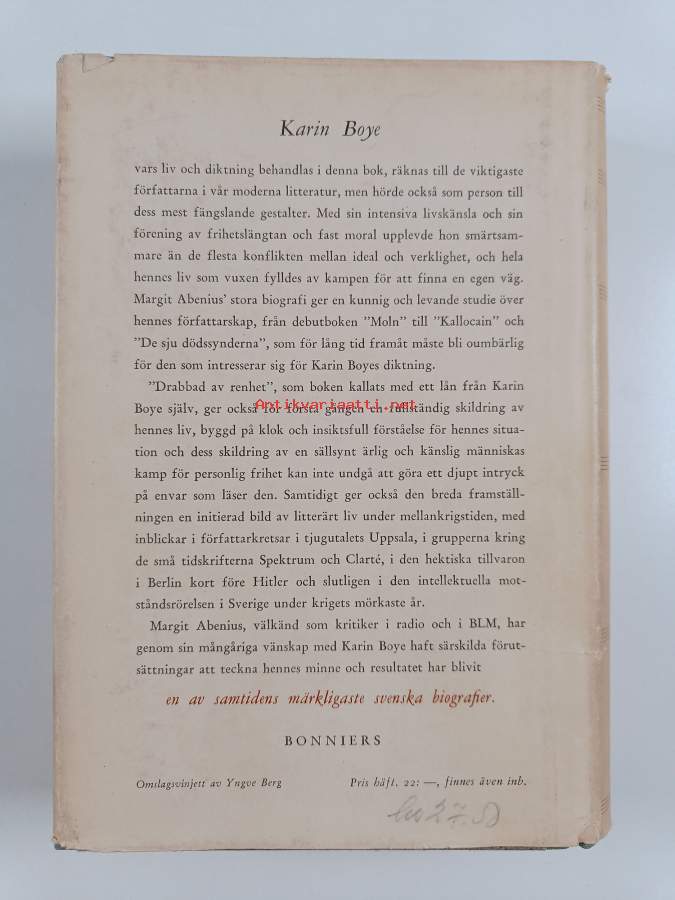 Karin Boye
vars liv och diktning behandlas i denna bok, räknas till de viktigaste
författarna i vår moderna litteratur, men hörde också som person till
dess mest fängslande gestalter. Med sin intensiva livskänsla och sin
förening av frihetslängtan och fast moral upplevde hon smärtsam-
mare än de flesta konflikten mellan ideal och verklighet, och hela
hennes liv som vuxen fylldes av kampen för att finna en egen väg.
Margit Abenius' stora biografi ger en kunnig och levande studie över
hennes författarskap, från debutboken ”Moln” till ”Kallocain” och
”De sju dödssynderna”, som för lång tid framåt måste bli oumbärlig
för den som intresserar sig för Karin Boyes diktning.
”Drabbad av renhet”, som boken kallats med ett lån från Karin
Boye själv, ger också för första gången en fullständig skildring av
Antikvariaatti.net
hennes liv, byggd på klok och insiktsfull förståelse för hennes situa-
tion och dess skildring av en sällsynt ärlig och känslig människas
kamp för personlig frihet kan inte undgå att göra ett djupt intryck
på envar som läser den. Samtidigt ger också den breda framställ-
ningen en initierad bild av litterärt liv under mellankrigstiden, med
inblickar i författarkretsar i tjugutalets Uppsala, i grupperna kring
de små tidskrifterna Spektrum och Clarté, i den hektiska tillvaron
i Berlin kort före Hitler och slutligen i den intellektuella mot-
ståndsrörelsen i Sverige under krigets mörkaste år.
Margit Abenius, välkänd som kritiker i radio och i BLM, har
genom sin mångåriga vänskap med Karin Boye haft särskilda förut-
sättningar att teckna hennes minne och resultatet har blivit
en av samtidens märkligaste svenska biografier.
BONNIERS
Omslagsvinjett av Yngve Berg Pris häft. 22: —, finnes även inb.
27.50